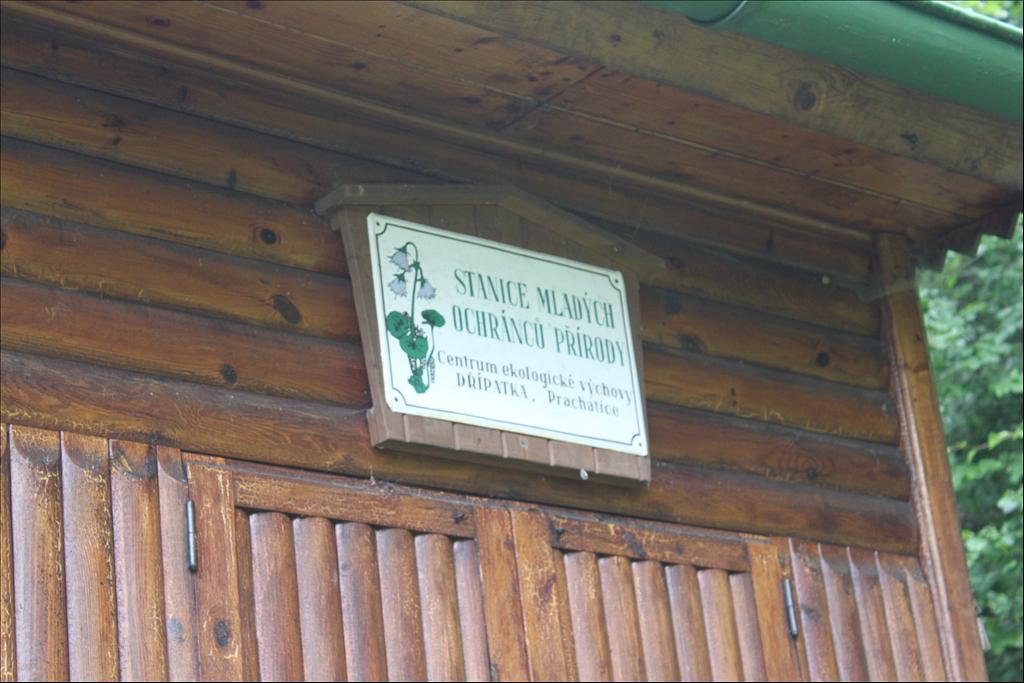 STANICE MLADÝCH
OCHRÁNCŮ PŘÍRODY
Centrum ekologické výchovy
DŘÍPATKA, Prachatice